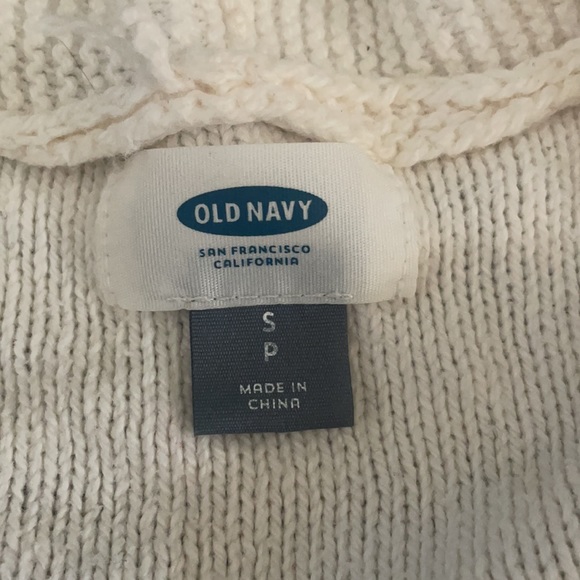 OLD NAVY
SAN FRANCISCO
CALIFORNIA
S
P
MADE IN
CHINA